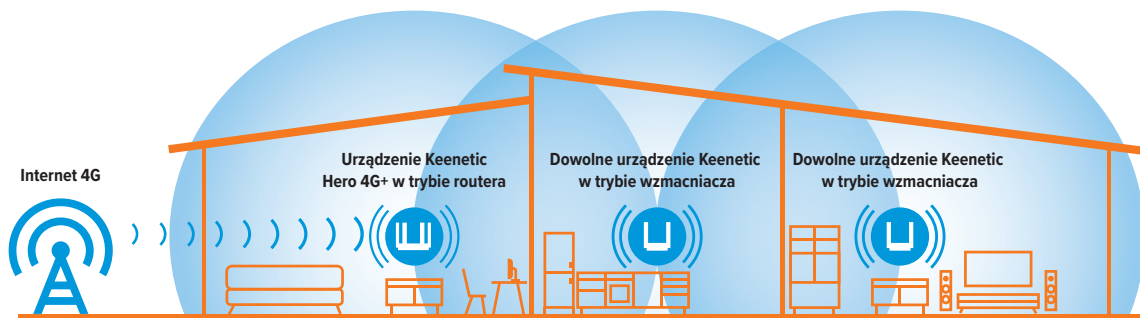 Internet 4G
Urządzenie Keenetic
Hero 4G+ w trybie routera
Dowolne urządzenie Keenetic
w trybie wzmacniacza
Dowolne urządzenie Keenetic
w trybie wzmacniacza